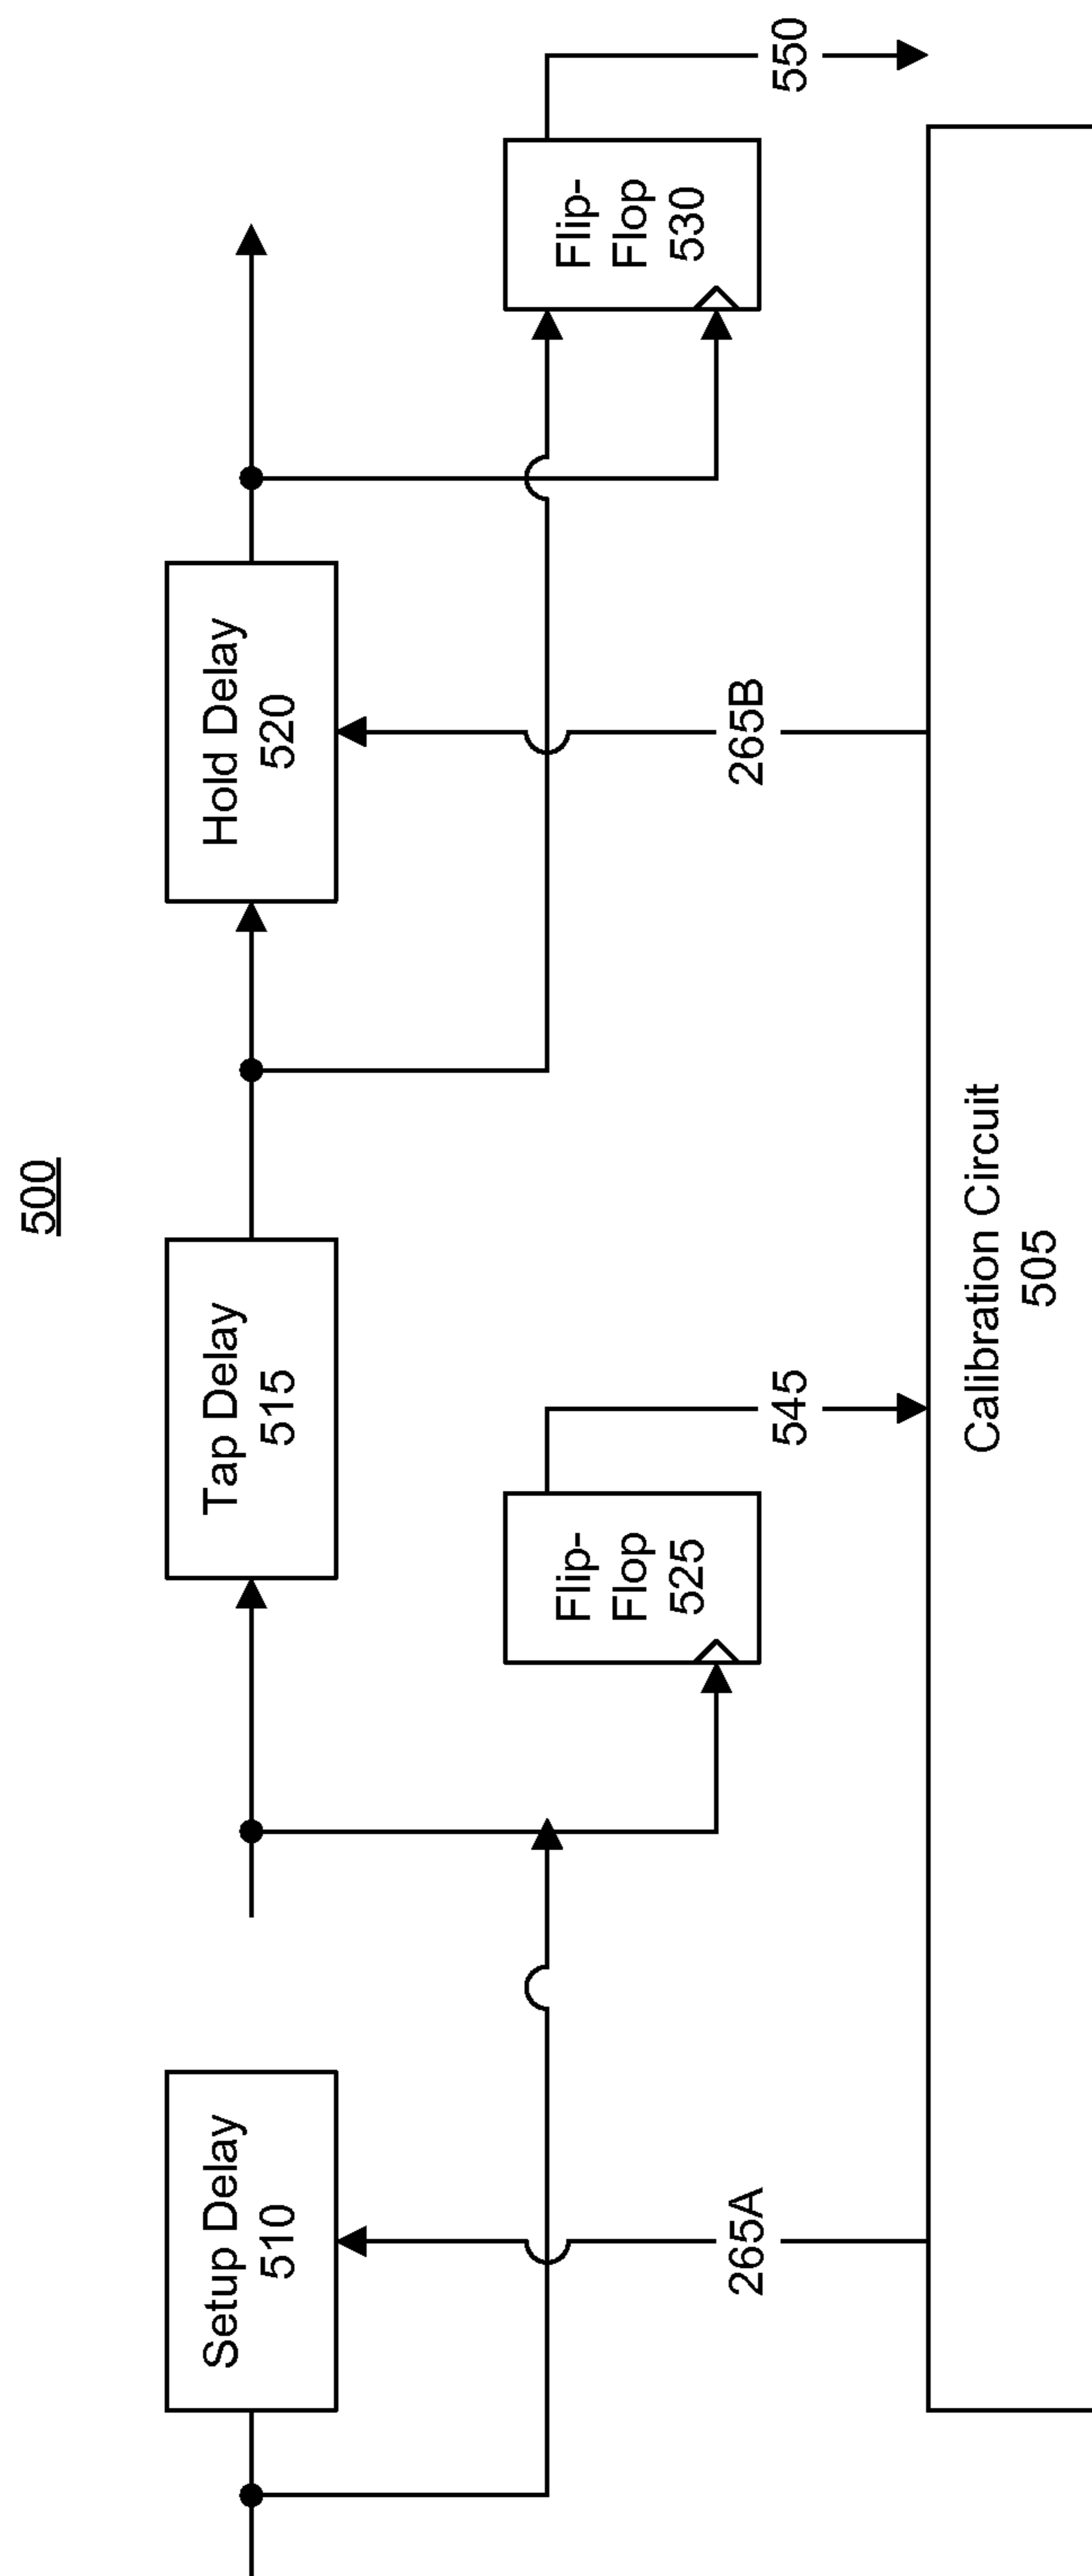 500
Setup Delay
510
Tap Delay
515
Hold Delay
520
Flip-
Flop
525
Flip-
Flop
530
265A
545
265B
550
Calibration Circuit
505